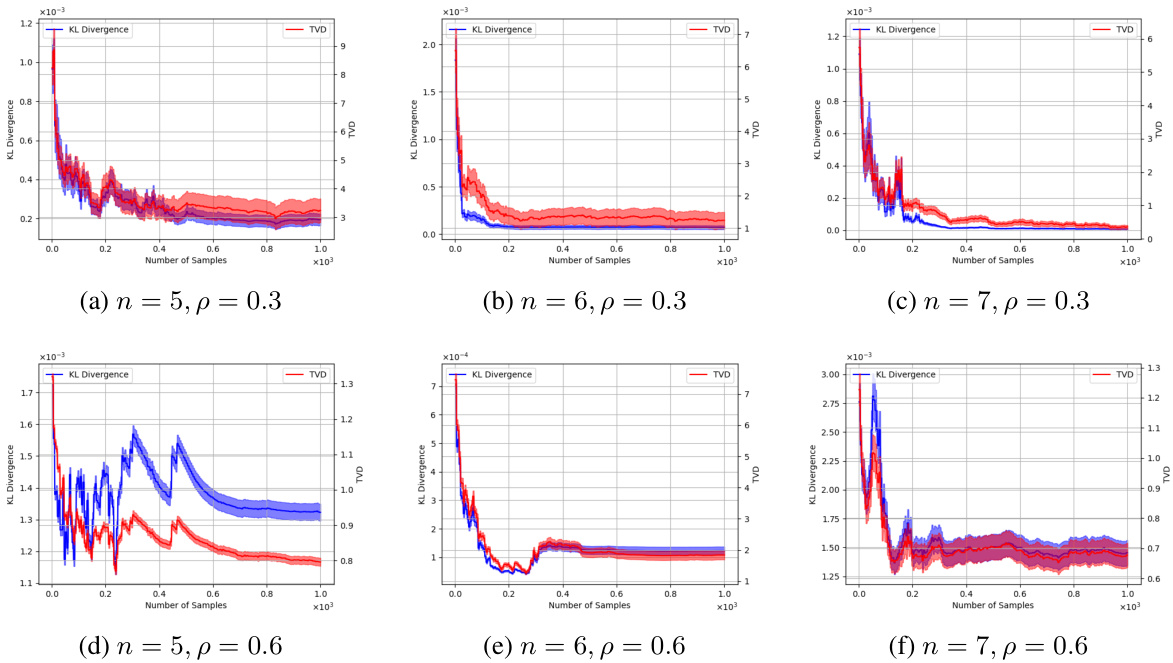 ×10⁻³
KL Divergence
TVD
1.2
1.0
0.8
0.6
0.4
0.2
9
8
7
6
5
4
3
KL Divergence
TVD
0.0 0.2 0.4 0.6 0.8 1.0
Number of Samples
×10³
(a) n = 5, ρ = 0.3
×10⁻³
KL Divergence
TVD
2.0
1.5
1.0
0.5
0.0
7
6
5
4
3
2
1
KL Divergence
TVD
0.0 0.2 0.4 0.6 0.8 1.0
Number of Samples
×10³
(b) n = 6, ρ = 0.3
×10⁻³
KL Divergence
TVD
1.2
1.0
0.8
0.6
0.4
0.2
0.0
6
5
4
3
2
1
0
KL Divergence
TVD
0.0 0.2 0.4 0.6 0.8 1.0
Number of Samples
×10³
(c) n = 7, ρ = 0.3
×10⁻³
KL Divergence
TVD
1.7
1.6
1.5
1.4
1.3
1.2
1.1
1.3
1.2
1.1
1.0
0.9
0.8
KL Divergence
TVD
0.0 0.2 0.4 0.6 0.8 1.0
Number of Samples
×10³
(d) n = 5, ρ = 0.6
×10⁻⁴
KL Divergence
TVD
7
6
5
4
3
2
1
7
6
5
4
3
2
1
KL Divergence
TVD
0.0 0.2 0.4 0.6 0.8 1.0
Number of Samples
×10³
(e) n = 6, ρ = 0.6
×10⁻³
KL Divergence
TVD
3.00
2.75
2.50
2.25
2.00
1.75
1.50
1.25
1.3
1.2
1.1
1.0
0.9
0.8
0.7
0.6
KL Divergence
TVD
0.0 0.2 0.4 0.6 0.8 1.0
Number of Samples
×10³
(f) n = 7, ρ = 0.6